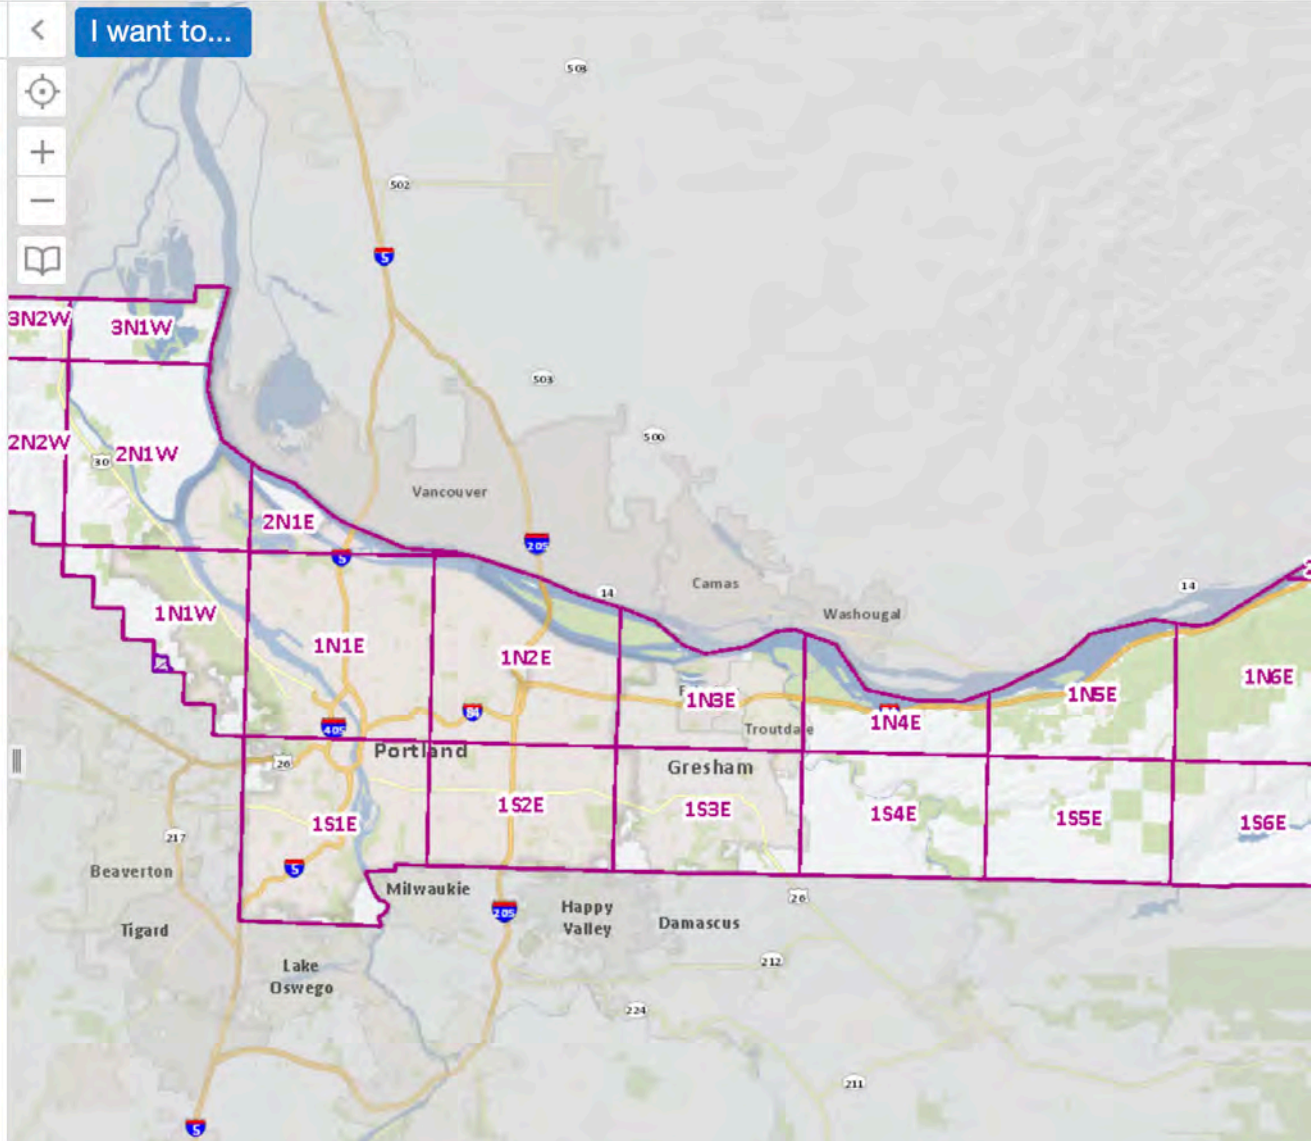 I want to...
503
502
5
3N2W
3N1W
503
500
2N2W
30
2N1W
Vancouver
2N1E
205
5
14
Camas
14
Washougal
1N1W
1N1E
1N2E
1N3E
1N4E
1N5E
1N6E
84
405
Troutdale
Portland
26
Gresham
1S1E
1S2E
1S3E
1S4E
1S5E
1S6E
217
Beaverton
5
Milwaukie
26
205
Happy
Valley
Damascus
Tigard
212
Lake
Oswego
224
211
5